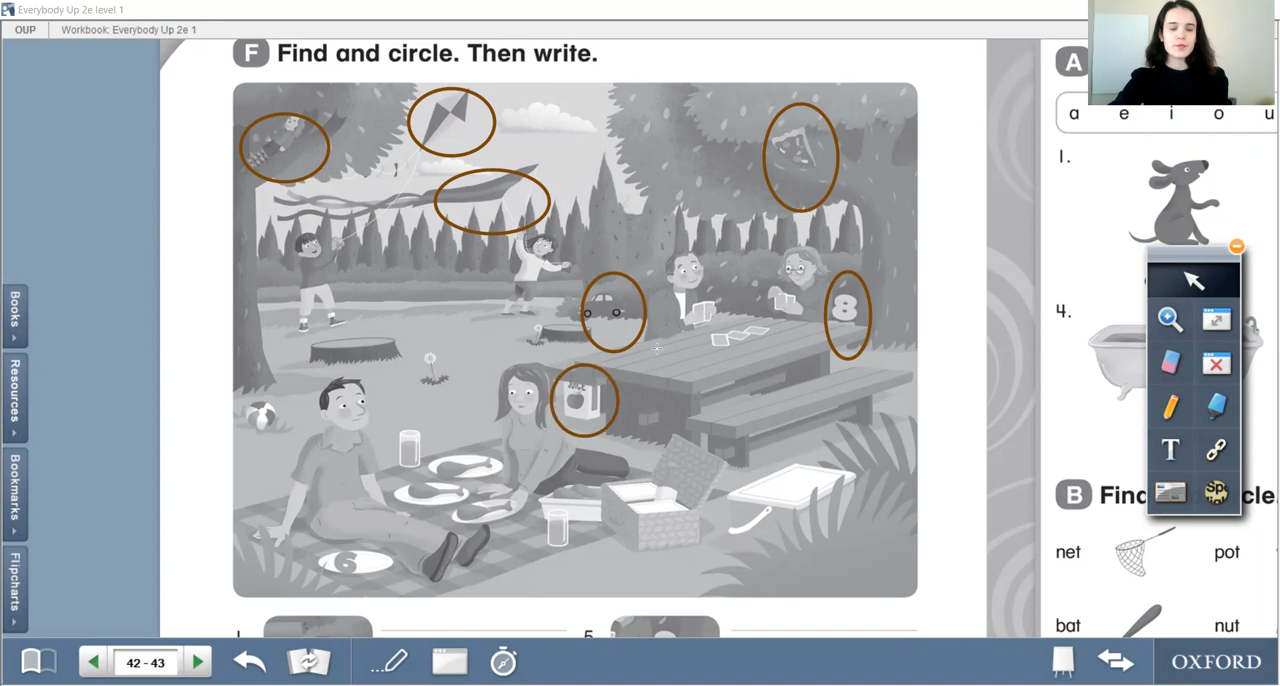 Everybody Up 2e level 1
OUP Workbook: Everybody Up 2e 1
F Find and circle. Then write.
8
JUICE
6
1.
5.
A
a e i o u
1.
4.
B Find
cle.
net pot
bat nut
Books
Resources
Bookmarks
Flipcharts
T
42 - 43
OXFORD